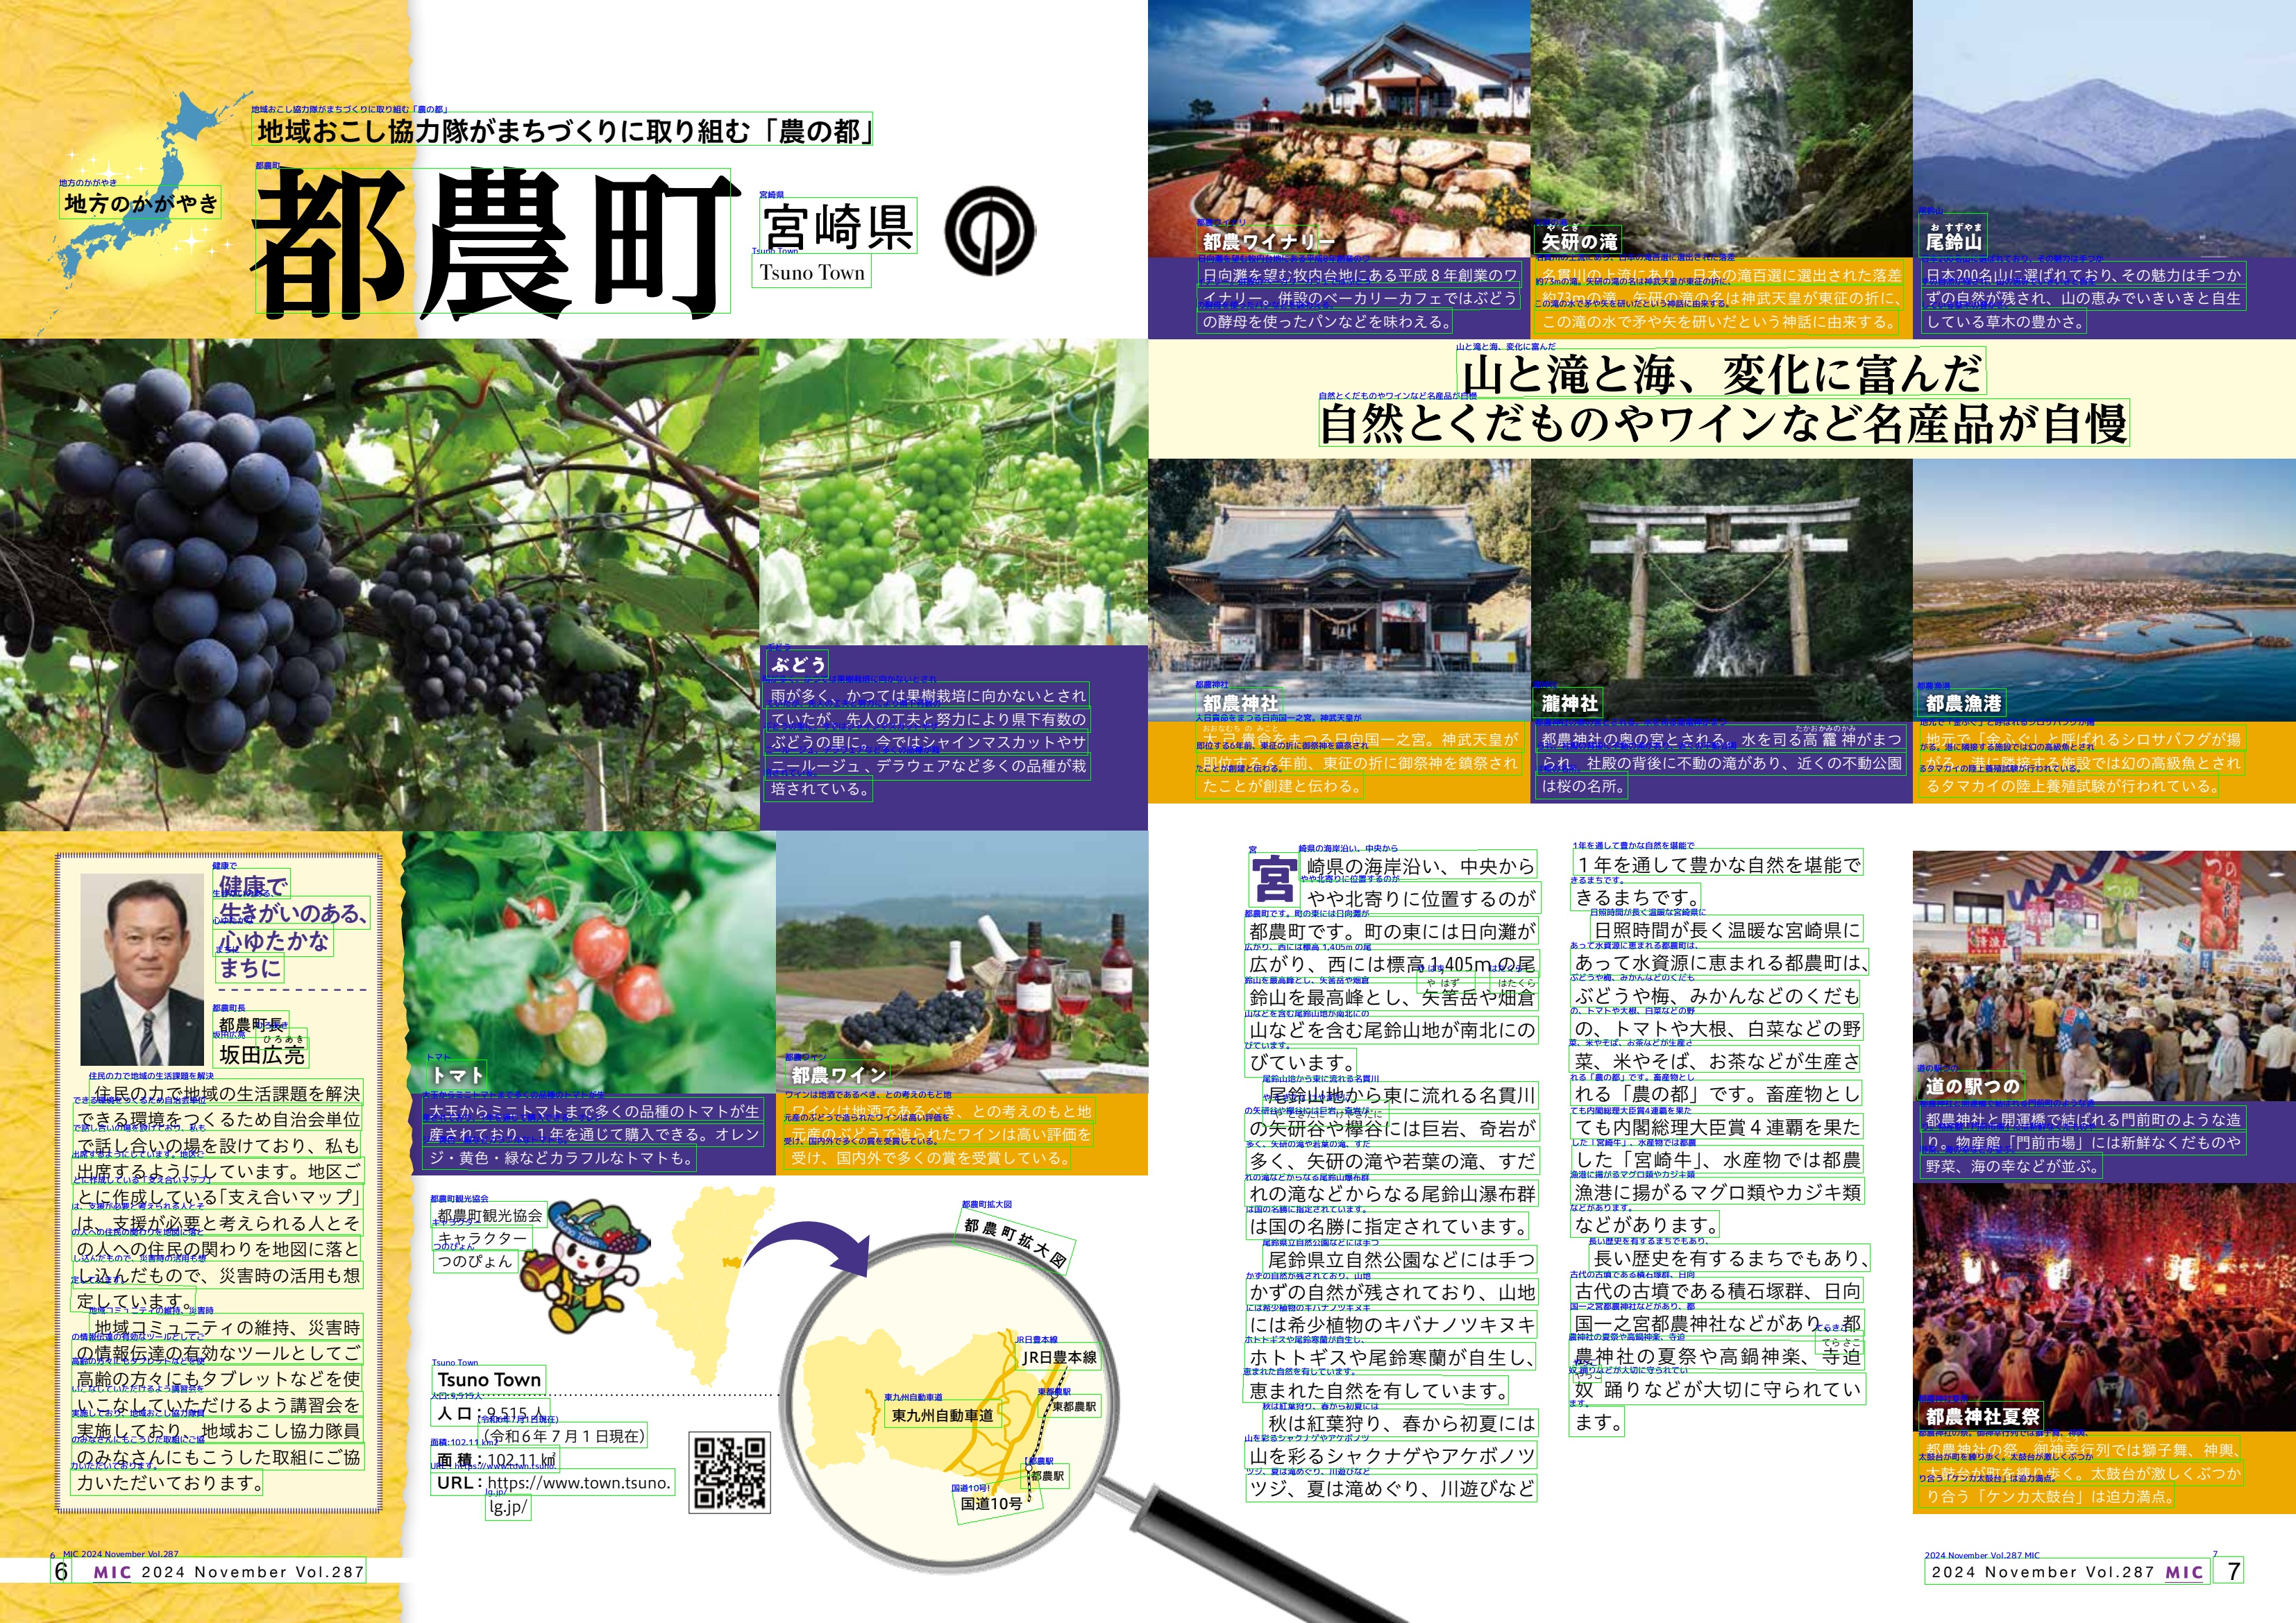 地方のかがやき
地域おこし協力隊がまちづくりに取り組む「農の都」
都農町
宮崎県
Tsuno Town
ぶどう
雨が多く、かつては果樹栽培に向かないとされ
ていたが、先人の工夫と努力により県下有数の
ぶどうの里に。今ではシャインマスカットやサ
ニールージュ、デラウェアなど多くの品種が栽
培されている。
健康で
生きがいのある、
心ゆたかな
まちに
都農町長
ひろあき
坂田広亮
住民の力で地域の生活課題を解決
できる環境をつくるため自治会単位
で話し合いの場を設けており、私も
出席するようにしています。地区ご
とに作成している「支え合いマップ」
は、支援が必要と考えられる人とそ
の人への住民の関わりを地図に落と
し込んだもので、災害時の活用も想
定しています。
地域コミュニティの維持、災害時
の情報伝達の有効なツールとしてご
高齢の方々にもタブレットなどを使
いこなしていただけるよう講習会を
実施しており、地域おこし協力隊員
のみなさんにもこうした取組にご協
力いただいております。
トマト
大玉からミニトマトまで多くの品種のトマトが生
産されており、1年を通じて購入できる。オレン
ジ・黄色・緑などカラフルなトマトも。
都農ワイン
ワインは地酒であるべき、との考えのもと地
元産のぶどうで造られたワインは高い評価を
受け、国内外で多くの賞を受賞している。
都農町観光協会
キャラクター
つのぴょん
Tsuno Town
人口：9,515人
（令和6年7月1日現在）
面積：102.11㎢
URL：https://www.town.tsuno.
lg.jp/
都農町拡大図
JR日豊本線
東九州自動車道
東都農駅
都農駅
国道10号
6 MIC 2024 November Vol.287
都農ワイナリー
日向灘を望む牧内台地にある平成8年創業のワ
イナリー。併設のベーカリーカフェではぶどう
の酵母を使ったパンなどを味わえる。
やとぎ
矢研の滝
名貫川の上流にあり、日本の滝百選に選出された落差
約73mの滝。矢研の滝の名は神武天皇が東征の折に、
この滝の水で矛や矢を研いだという神話に由来する。
おすずやま
尾鈴山
日本200名山に選ばれており、その魅力は手つか
ずの自然が残され、山の恵みでいきいきと自生
している草木の豊かさ。
山と滝と海、変化に富んだ
自然とくだものやワインなど名産品が自慢
都農神社
おおなむちのみこと
大己貴命をまつる日向国一之宮。神武天皇が
即位する6年前、東征の折に御祭神を鎮祭され
たことが創建と伝わる。
瀧神社
たかおかみのかみ
都農神社の奥の宮とされる。水を司る高龗神がまつ
られ、社殿の背後に不動の滝があり、近くの不動公園
は桜の名所。
都農漁港
地元で「金ふぐ」と呼ばれるシロサバフグが揚
がる。港に隣接する施設では幻の高級魚とされ
るタマカイの陸上養殖試験が行われている。
宮崎県の海岸沿い、中央から
やや北寄りに位置するのが
都農町です。町の東には日向灘が
広がり、西には標高1,405mの尾
やはず はたくら
鈴山を最高峰とし、矢筈岳や畑倉
山などを含む尾鈴山地が南北にの
びています。
尾鈴山地から東に流れる名貫川
の矢研谷や欅谷には巨岩、奇岩が
多く、矢研の滝や若葉の滝、すだ
れの滝などからなる尾鈴山瀑布群
は国の名勝に指定されています。
尾鈴県立自然公園などには手つ
かずの自然が残されており、山地
には希少植物のキバナノツキヌキ
ホトトギスや尾鈴寒蘭が自生し、
恵まれた自然を有しています。
秋は紅葉狩り、春から初夏には
山を彩るシャクナゲやアケボノツ
ツジ、夏は滝めぐり、川遊びなど
1年を通して豊かな自然を堪能で
きるまちです。
日照時間が長く温暖な宮崎県に
あって水資源に恵まれる都農町は、
ぶどうや梅、みかんなどのくだも
の、トマトや大根、白菜などの野
菜、米やそば、お茶などが生産さ
れる「農の都」です。畜産物とし
ても内閣総理大臣賞4連覇を果た
した「宮崎牛」、水産物では都農
漁港に揚がるマグロ類やカジキ類
などがあります。
長い歴史を有するまちでもあり、
古代の古墳である積石塚群、日向
国一之宮都農神社などがあり、都
てらさこ
農神社の夏祭や高鍋神楽、寺迫
やっこ
奴踊りなどが大切に守られてい
ます。
道の駅つの
都農神社と開運橋で結ばれる門前町のような造
り。物産館「門前市場」には新鮮なくだものや
野菜、海の幸などが並ぶ。
都農神社夏祭
都農神社の祭。御神幸行列では獅子舞、神輿、
太鼓台が町を練り歩く。太鼓台が激しくぶつか
り合う「ケンカ太鼓台」は迫力満点。
2024 November Vol.287 MIC 7